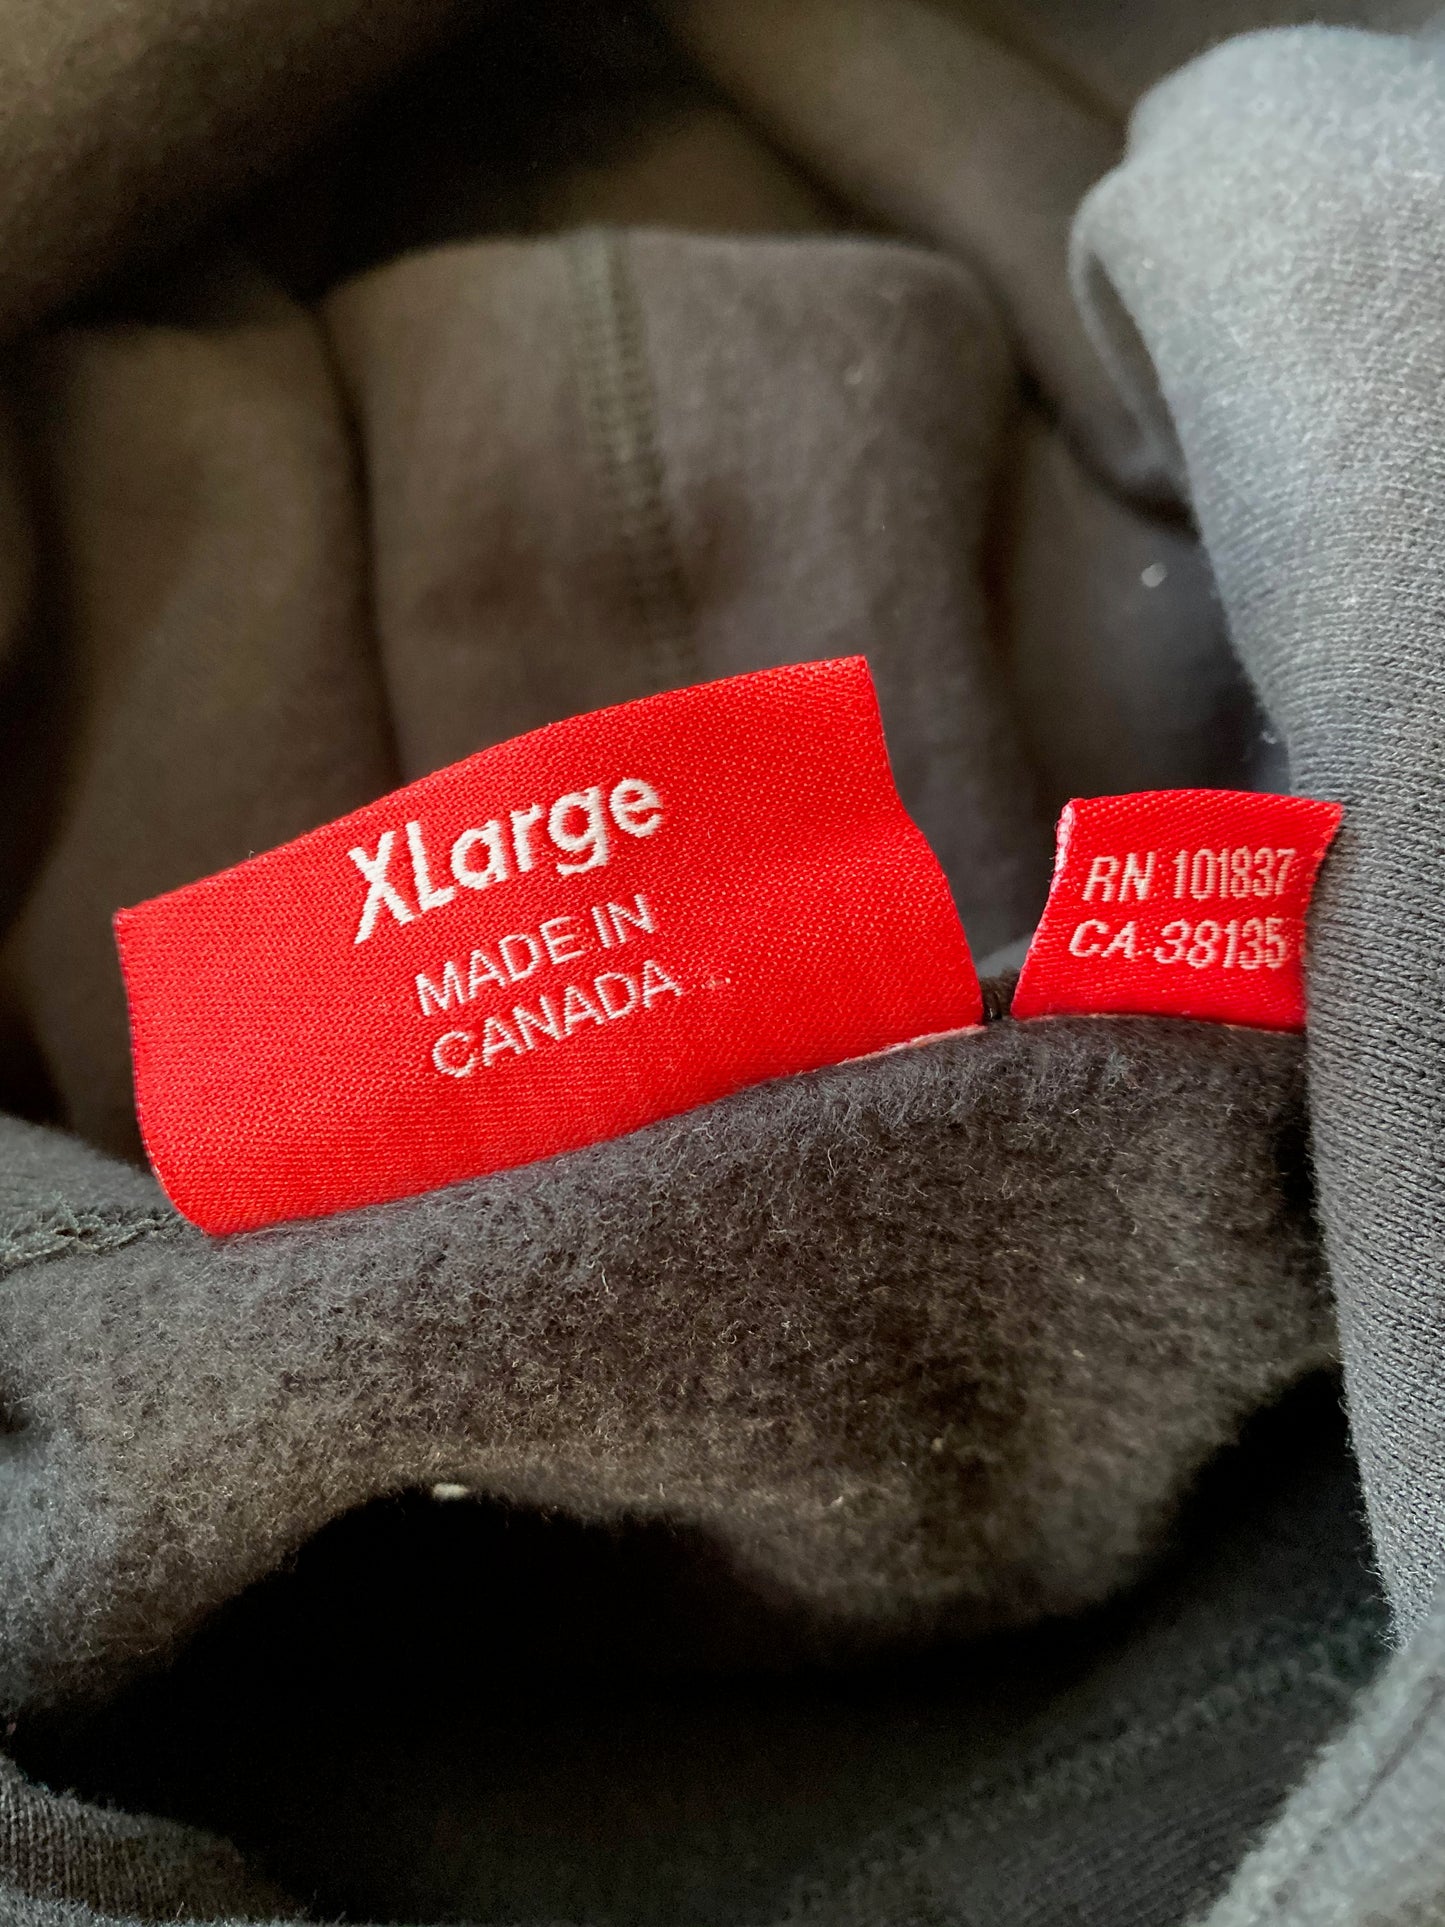 XLarge
MADE IN
CANADA
RN 101837
CA 38135